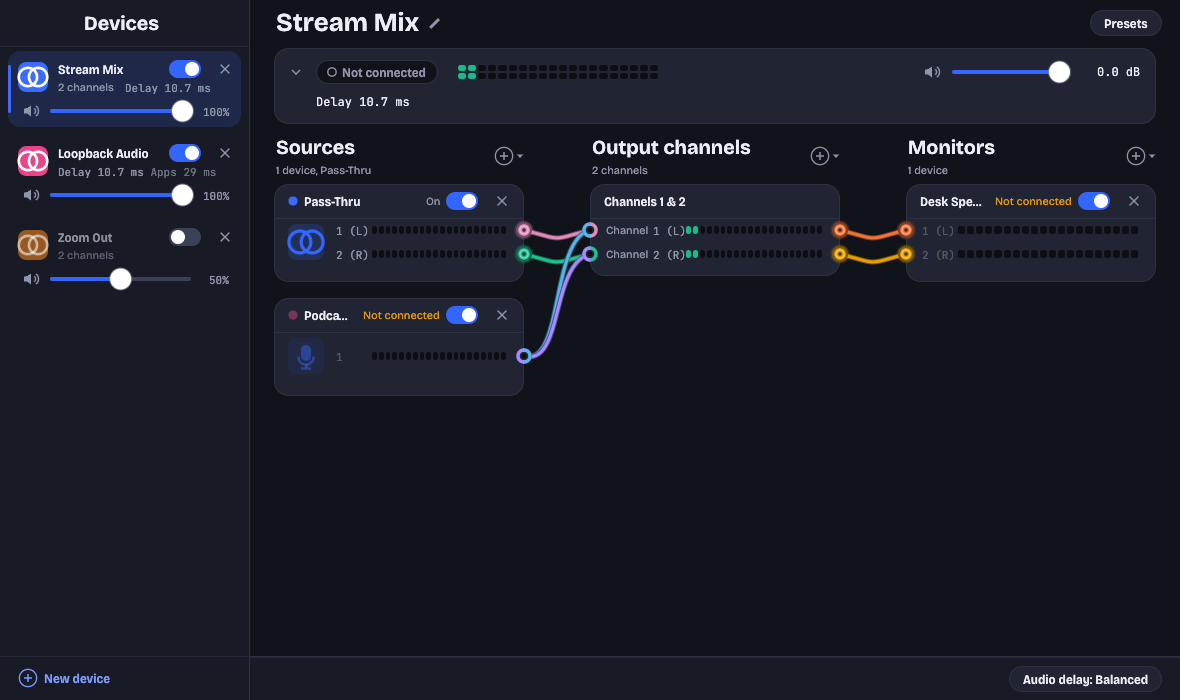 Devices
Stream Mix
2 channels Delay 10.7 ms
100%
Loopback Audio
Delay 10.7 ms Apps 29 ms
100%
Zoom Out
2 channels
50%
New device
Stream Mix
Presets
Not connected
0.0 dB
Delay 10.7 ms
Sources
1 device, Pass-Thru
Pass-Thru On
1 (L)
2 (R)
Podca... Not connected
1
Output channels
2 channels
Channels 1 & 2
Channel 1 (L)
Channel 2 (R)
Monitors
1 device
Desk Spe... Not connected
1 (L)
2 (R)
Audio delay: Balanced